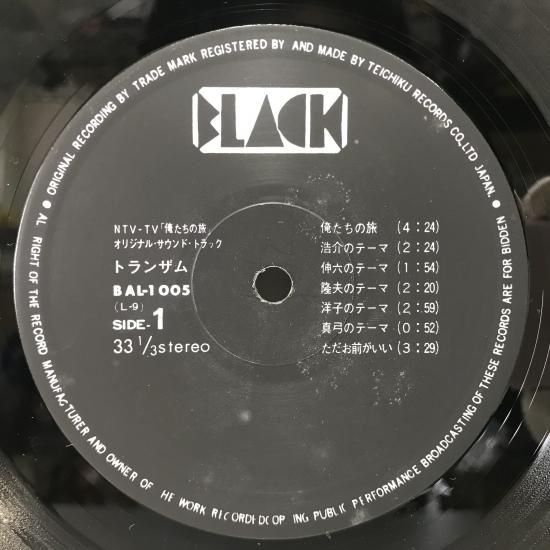 BLACK
ORIGINAL RECORDING BY TRADE MARK REGISTERED BY AND MADE BY TEICHIKU RECORDS CO., LTD JAPAN. ●
NTV-TV「俺たちの旅」
オリジナル・サウンド・トラック
トランザム
BAL-1005
(L-9)
SIDE-1
33 1/3 stereo
俺たちの旅 (4:24)
浩介のテーマ (2:24)
伸六のテーマ (1:54)
隆夫のテーマ (2:20)
洋子のテーマ (2:59)
真弓のテーマ (0:52)
ただお前がいい (3:29)
● AL RIGHT OF THE RECORD MANUFACTURER AND OWNER OF HE WORK RECORDED COP ING PUBLIC PERFORMANCE BROADCASTING OF THESE RECORDS ARE FOR BIDDEN ●